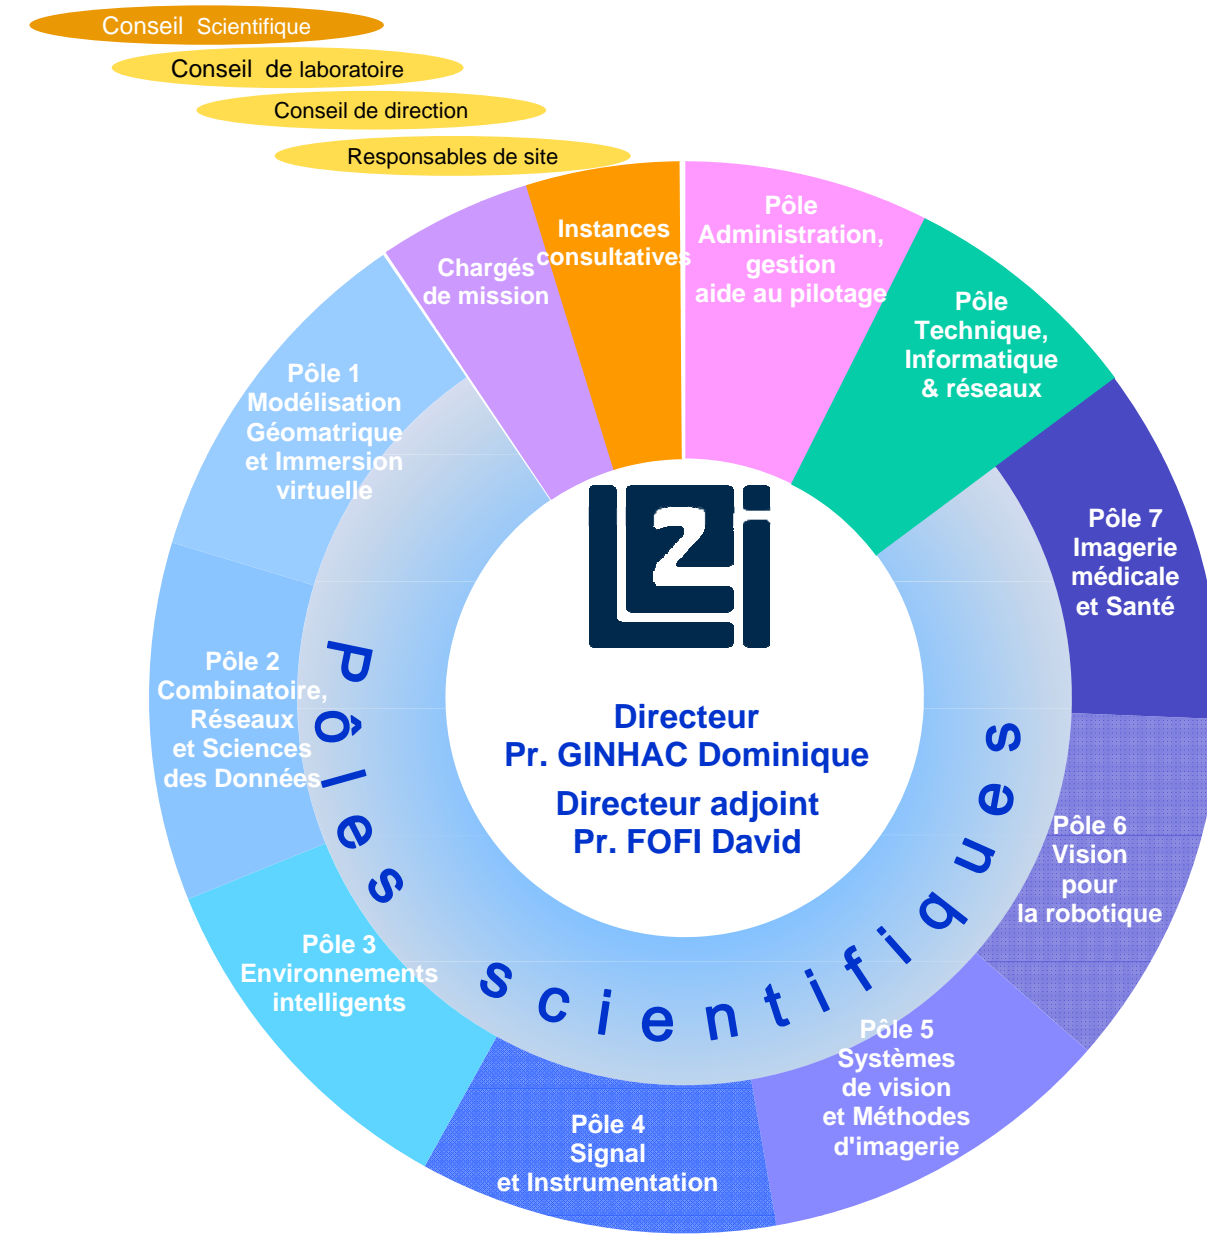 Conseil Scientifique
Conseil de laboratoire
Conseil de direction
Responsables de site
Instances
consultatives
Chargés
de mission
Pôle
Administration,
gestion
aide au pilotage
Pôle
Technique,
Informatique
& réseaux
Pôle 1
Modélisation
Géomatrique
et Immersion
virtuelle
Pôle 2
Combinatoire,
Réseaux
et Sciences
des Données
Pôle 3
Environnements
intelligents
Pôle 4
Signal
et Instrumentation
Pôle 5
Systèmes
de vision
et Méthodes
d'imagerie
Pôle 6
Vision
pour
la robotique
Pôle 7
Imagerie
médicale
et Santé
Pôles scientifiques
L2i
Directeur
Pr. GINHAC Dominique
Directeur adjoint
Pr. FOFI David